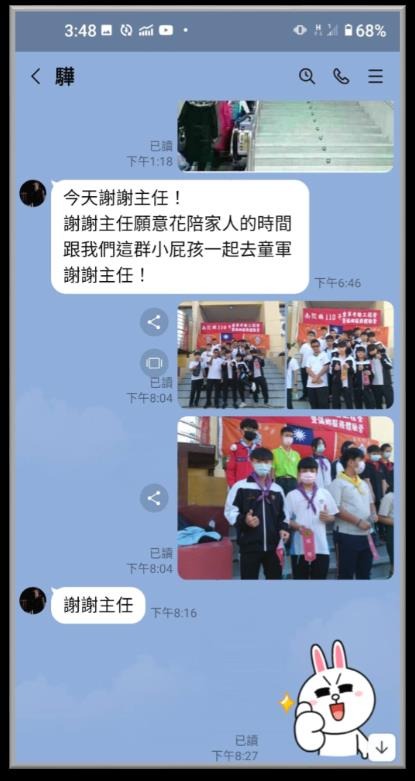 3:48
68%
驊
已讀
下午1:18
今天謝謝主任！
謝謝主任願意花陪家人的時間
跟我們這群小屁孩一起去童軍
謝謝主任！
下午6:46
已讀
下午8:04
已讀
下午8:04
謝謝主任
下午8:16
已讀
下午8:27